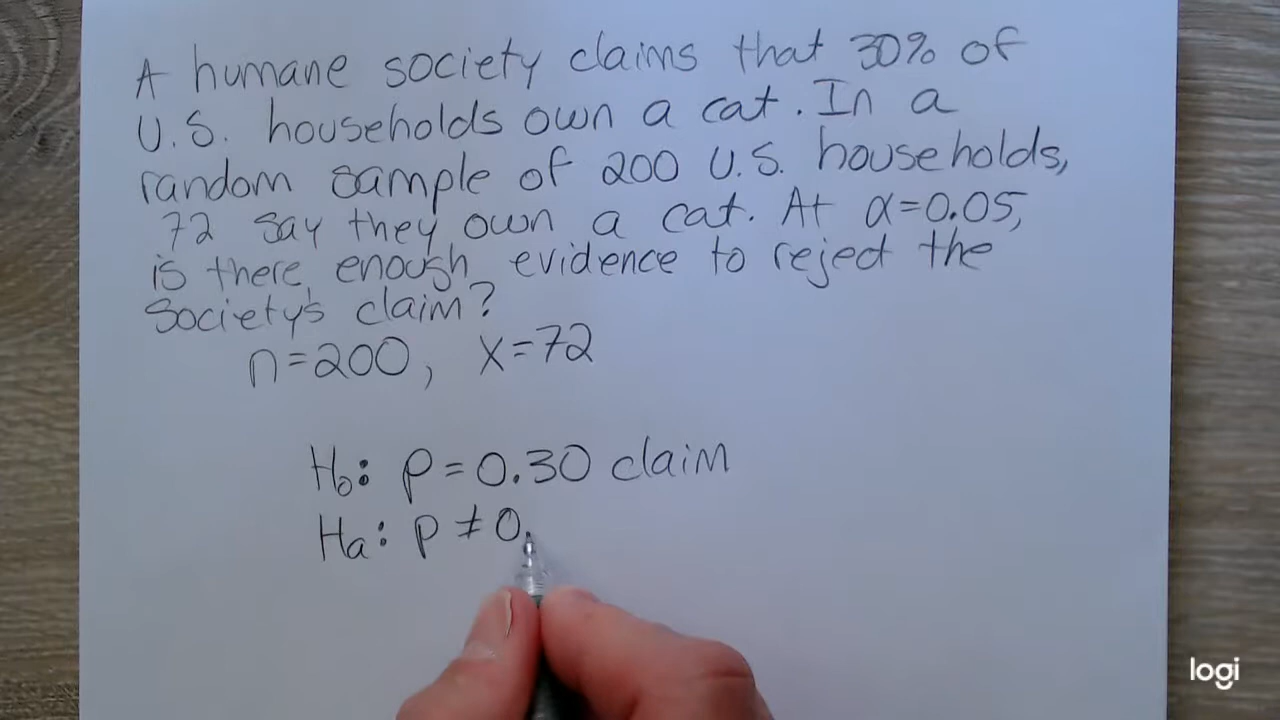 A humane society claims that 30% of
U.S. households own a cat. In a
random sample of 200 U.S. households,
72 say they own a cat. At α=0.05,
is there enough evidence to reject the
society's claim?
n=200, x=72
H₀: p=0.30 claim
Hₐ: p≠0.
logi